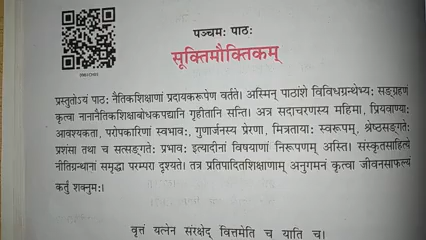 पञ्चमः पाठः
सूक्तिमौक्तिकम्
प्रस्तुतोऽयं पाठः नैतिकशिक्षाणां प्रदायकरूपेण वर्तते। अस्मिन् पाठांशे विविधग्रन्थेभ्यः सङ्ग्रहणं
कृत्वा नानानैतिकशिक्षाबोधकपद्यानि गृहीतानि सन्ति। अत्र सदाचरणस्य महिमा, प्रियवाण्याः
आवश्यकता, परोपकारिणां स्वभावः, गुणार्जनस्य प्रेरणा, मित्रतायाः स्वरूपम्, श्रेष्ठसङ्गतेः
प्रशंसा तथा च सत्सङ्गतेः प्रभावः इत्यादीनां विषयाणां निरूपणम् अस्ति। संस्कृतसाहित्ये
नीतिग्रन्थानां समृद्धा परम्परा दृश्यते। तत्र प्रतिपादितशिक्षाणाम् अनुगमनं कृत्वा जीवनसाफल्यं
कर्तुं शक्नुमः।
वृत्तं यत्नेन संरक्षेद् वित्तमेति च याति च।